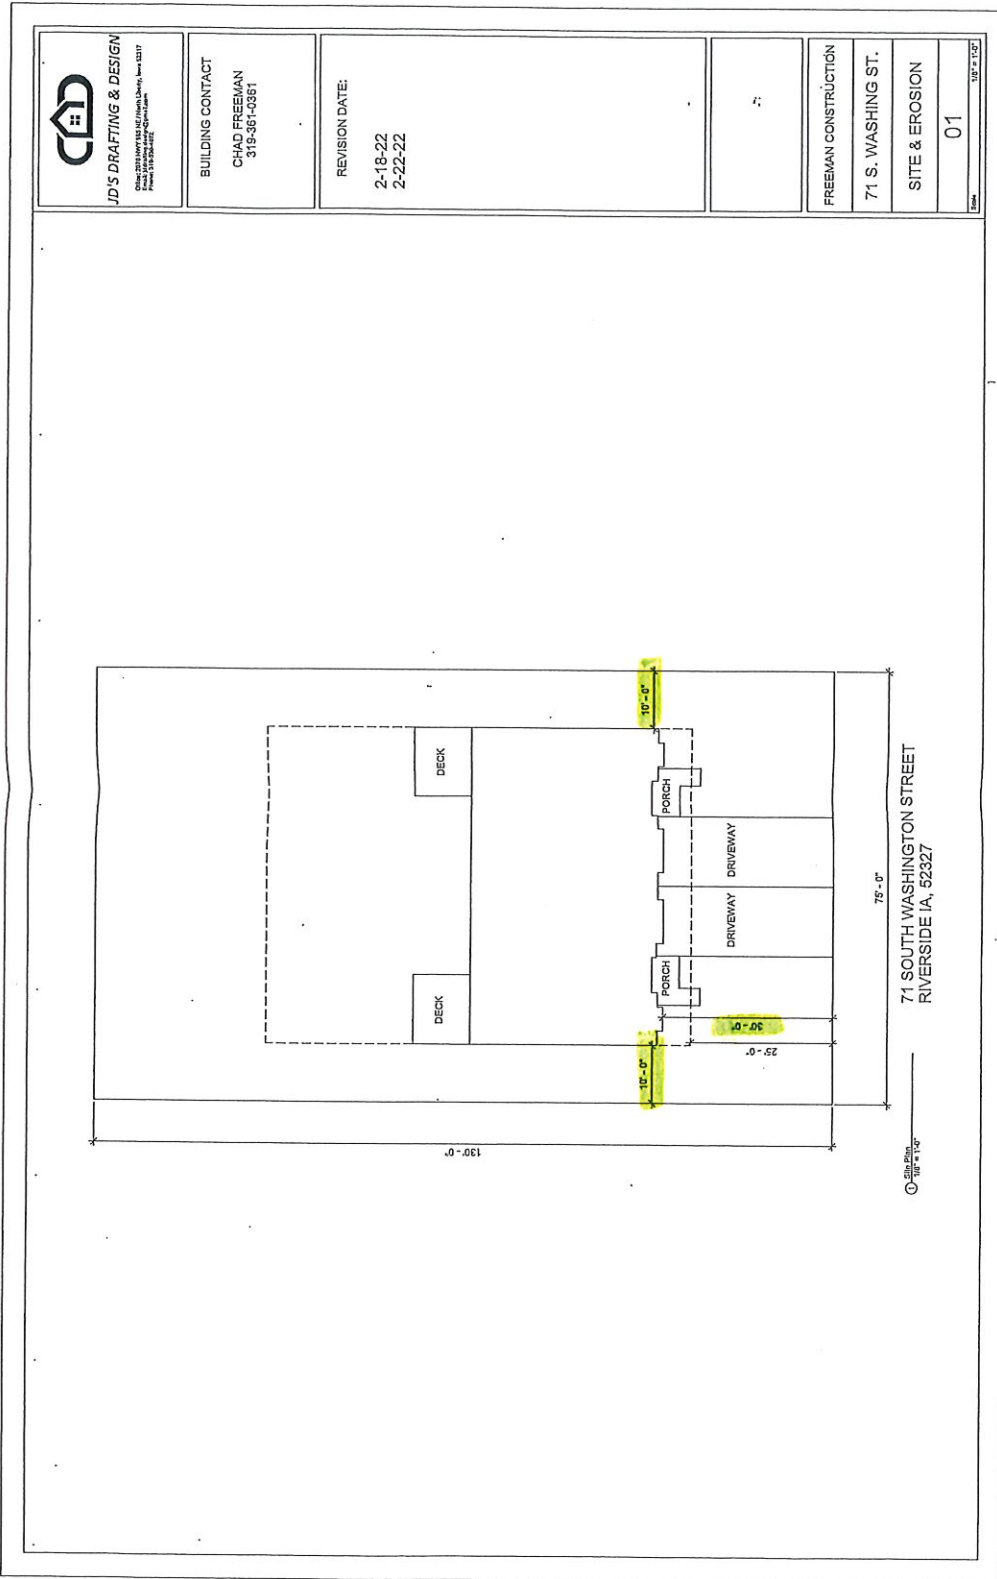 JD'S DRAFTING & DESIGN
BUILDING CONTACT
CHAD FREEMAN
319-361-0361
REVISION DATE:
2-18-22
2-22-22
FREEMAN CONSTRUCTION
71 S. WASHING ST.
SITE & EROSION
01
Scale 1/8" = 1'-0"
DECK
DECK
10' - 0"
10' - 0"
PORCH
PORCH
DRIVEWAY
DRIVEWAY
30' - 0"
25' - 0"
130' - 0"
75' - 0"
1 Site Plan
1/8" = 1'-0"
71 SOUTH WASHINGTON STREET
RIVERSIDE IA, 52327